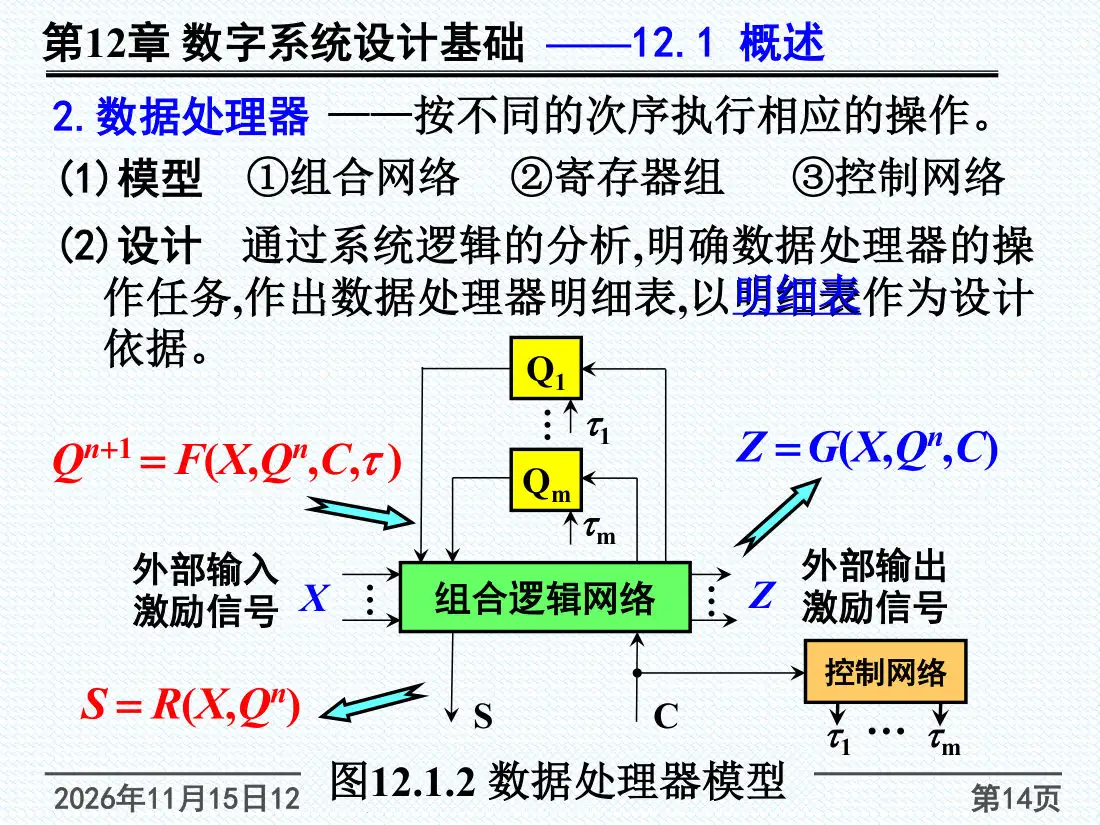 第12章 数字系统设计基础 ——12.1 概述
2.数据处理器 ——按不同的次序执行相应的操作。
(1)模型 ①组合网络 ②寄存器组 ③控制网络
(2)设计 通过系统逻辑的分析,明确数据处理器的操
作任务,作出数据处理器明细表,以明细表作为设计
依据。
Q1
⋮ τ1
Qn+1 = F(X,Qn,C,τ)
Z = G(X,Qn,C)
Qm
τm
外部输入
激励信号
X ⋮
组合逻辑网络
⋮ Z
外部输出
激励信号
控制网络
S = R(X,Qn)
S
C
τ1 … τm
图12.1.2 数据处理器模型
2026年11月15日12
第14页